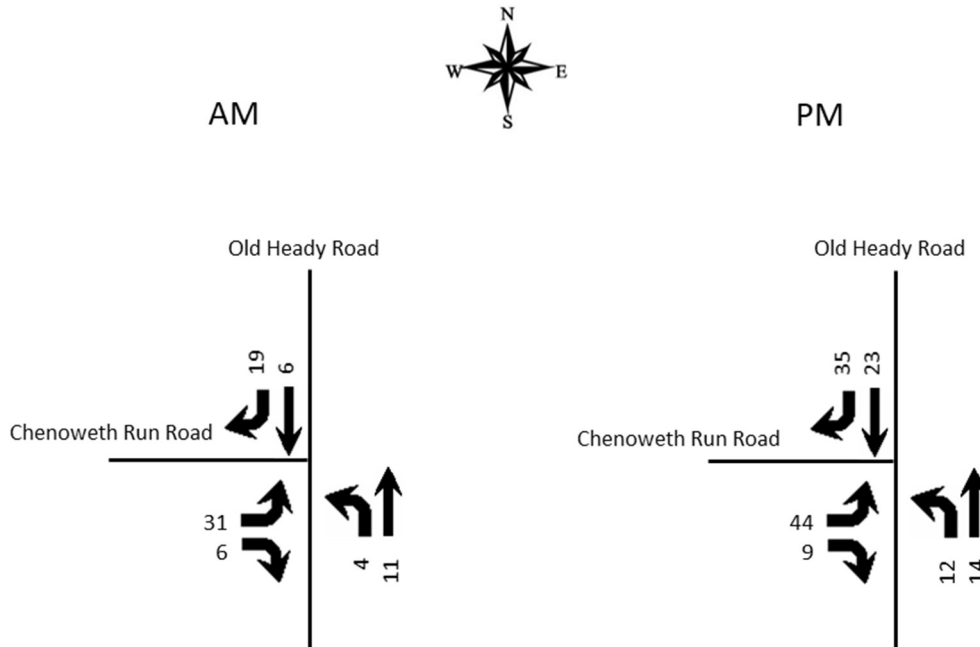 N
W E
S
AM
PM
Old Heady Road
19 6
Chenoweth Run Road
31
6
4 11
Old Heady Road
35 23
Chenoweth Run Road
44
9
12 14